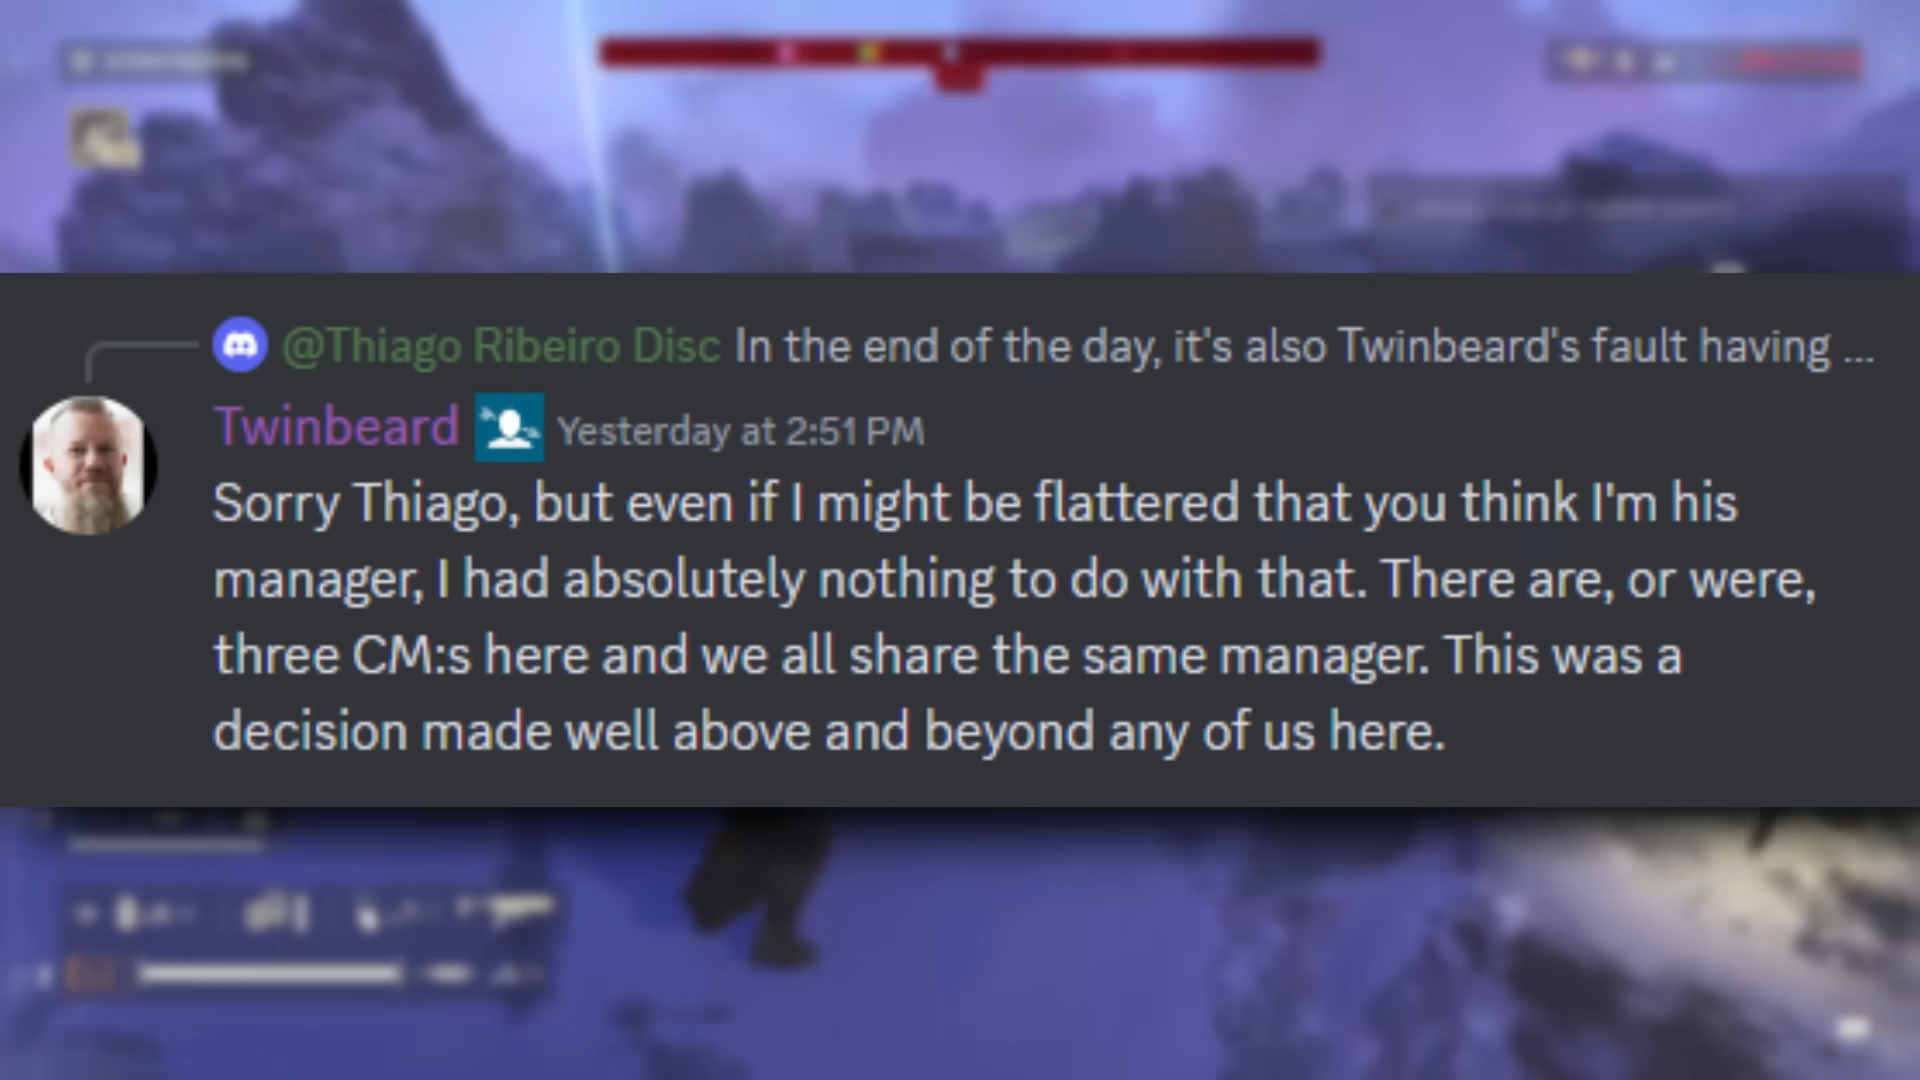 @Thiago Ribeiro Disc In the end of the day, it's also Twinbeard's fault having ...
Twinbeard Yesterday at 2:51 PM
Sorry Thiago, but even if I might be flattered that you think I'm his
manager, I had absolutely nothing to do with that. There are, or were,
three CM:s here and we all share the same manager. This was a
decision made well above and beyond any of us here.